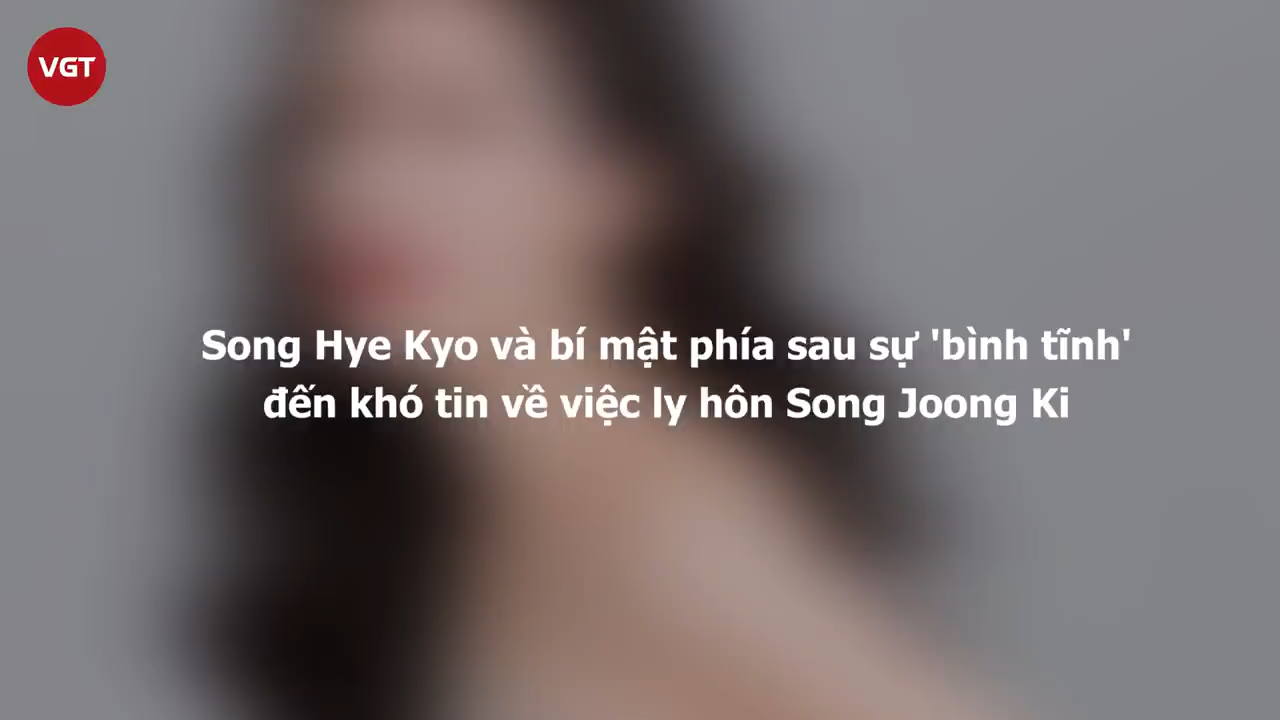 VGT
Song Hye Kyo và bí mật phía sau sự 'bình tĩnh'
đến khó tin về việc ly hôn Song Joong Ki